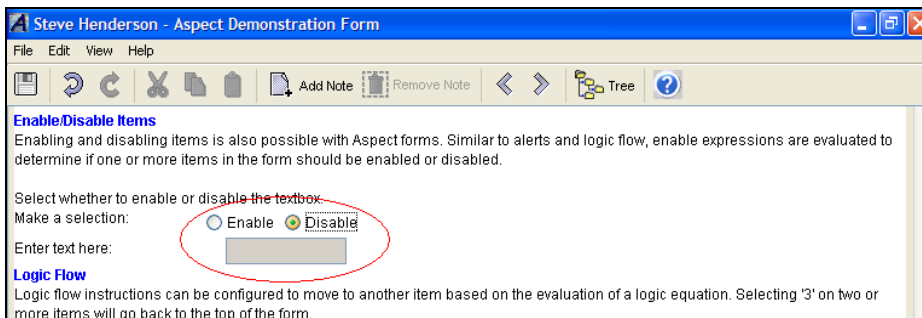 Steve Henderson - Aspect Demonstration Form
File Edit View Help
Add Note Remove Note Tree
Enable/Disable Items
Enabling and disabling items is also possible with Aspect forms. Similar to alerts and logic flow, enable expressions are evaluated to
determine if one or more items in the form should be enabled or disabled.
Select whether to enable or disable the textbox.
Make a selection: Enable Disable
Enter text here:
Logic Flow
Logic flow instructions can be configured to move to another item based on the evaluation of a logic equation. Selecting '3' on two or
more items will go back to the top of the form.